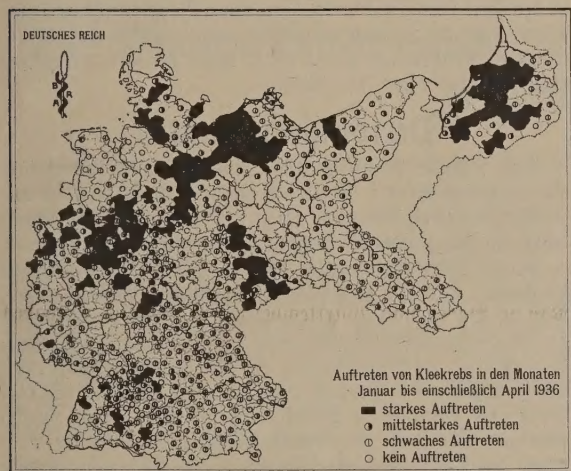 DEUTSCHES REICH
B
R
A
Auftreten von Kleekrebs in den Monaten
Januar bis einschließlich April 1936
starkes Auftreten
mittelstarkes Auftreten
schwaches Auftreten
kein Auftreten